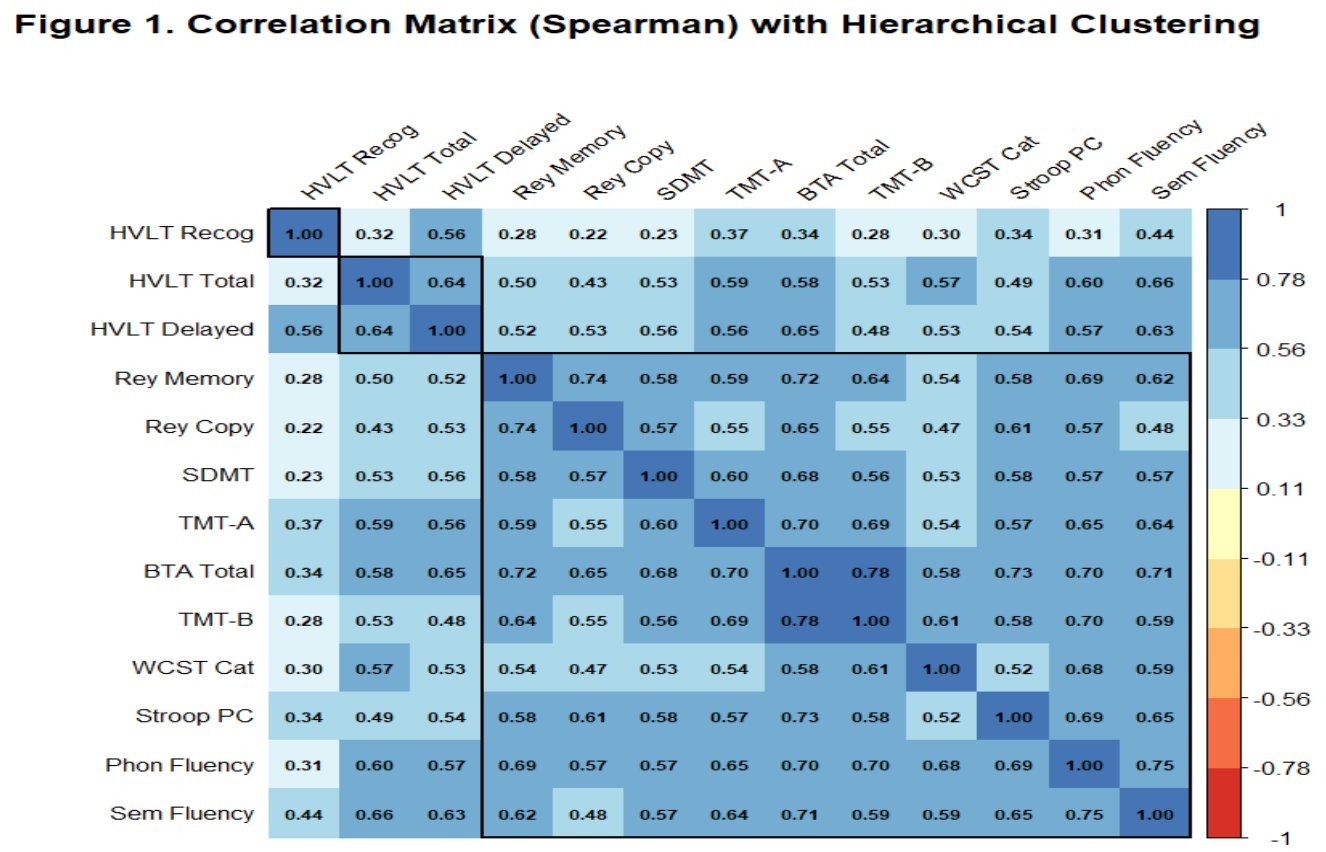 Figure 1. Correlation Matrix (Spearman) with Hierarchical Clustering
HVLT Recog HVLT Total HVLT Delayed Rey Memory Rey Copy SDMT TMT-A BTA Total TMT-B WCST Cat Stroop PC Phon Fluency Sem Fluency
HVLT Recog 1.00 0.32 0.56 0.28 0.22 0.23 0.37 0.34 0.28 0.30 0.34 0.31 0.44
HVLT Total 0.32 1.00 0.64 0.50 0.43 0.53 0.59 0.58 0.53 0.57 0.49 0.60 0.66
HVLT Delayed 0.56 0.64 1.00 0.52 0.53 0.56 0.56 0.65 0.48 0.53 0.54 0.57 0.63
Rey Memory 0.28 0.50 0.52 1.00 0.74 0.58 0.59 0.72 0.64 0.54 0.58 0.69 0.62
Rey Copy 0.22 0.43 0.53 0.74 1.00 0.57 0.55 0.65 0.55 0.47 0.61 0.57 0.48
SDMT 0.23 0.53 0.56 0.58 0.57 1.00 0.60 0.68 0.56 0.53 0.58 0.57 0.57
TMT-A 0.37 0.59 0.56 0.59 0.55 0.60 1.00 0.70 0.69 0.54 0.57 0.65 0.64
BTA Total 0.34 0.58 0.65 0.72 0.65 0.68 0.70 1.00 0.78 0.58 0.73 0.70 0.71
TMT-B 0.28 0.53 0.48 0.64 0.55 0.56 0.69 0.78 1.00 0.61 0.58 0.70 0.59
WCST Cat 0.30 0.57 0.53 0.54 0.47 0.53 0.54 0.58 0.61 1.00 0.52 0.68 0.59
Stroop PC 0.34 0.49 0.54 0.58 0.61 0.58 0.57 0.73 0.58 0.52 1.00 0.69 0.65
Phon Fluency 0.31 0.60 0.57 0.69 0.57 0.57 0.65 0.70 0.70 0.68 0.69 1.00 0.75
Sem Fluency 0.44 0.66 0.63 0.62 0.48 0.57 0.64 0.71 0.59 0.59 0.65 0.75 1.00
1
0.78
0.56
0.33
0.11
-0.11
-0.33
-0.56
-0.78
-1